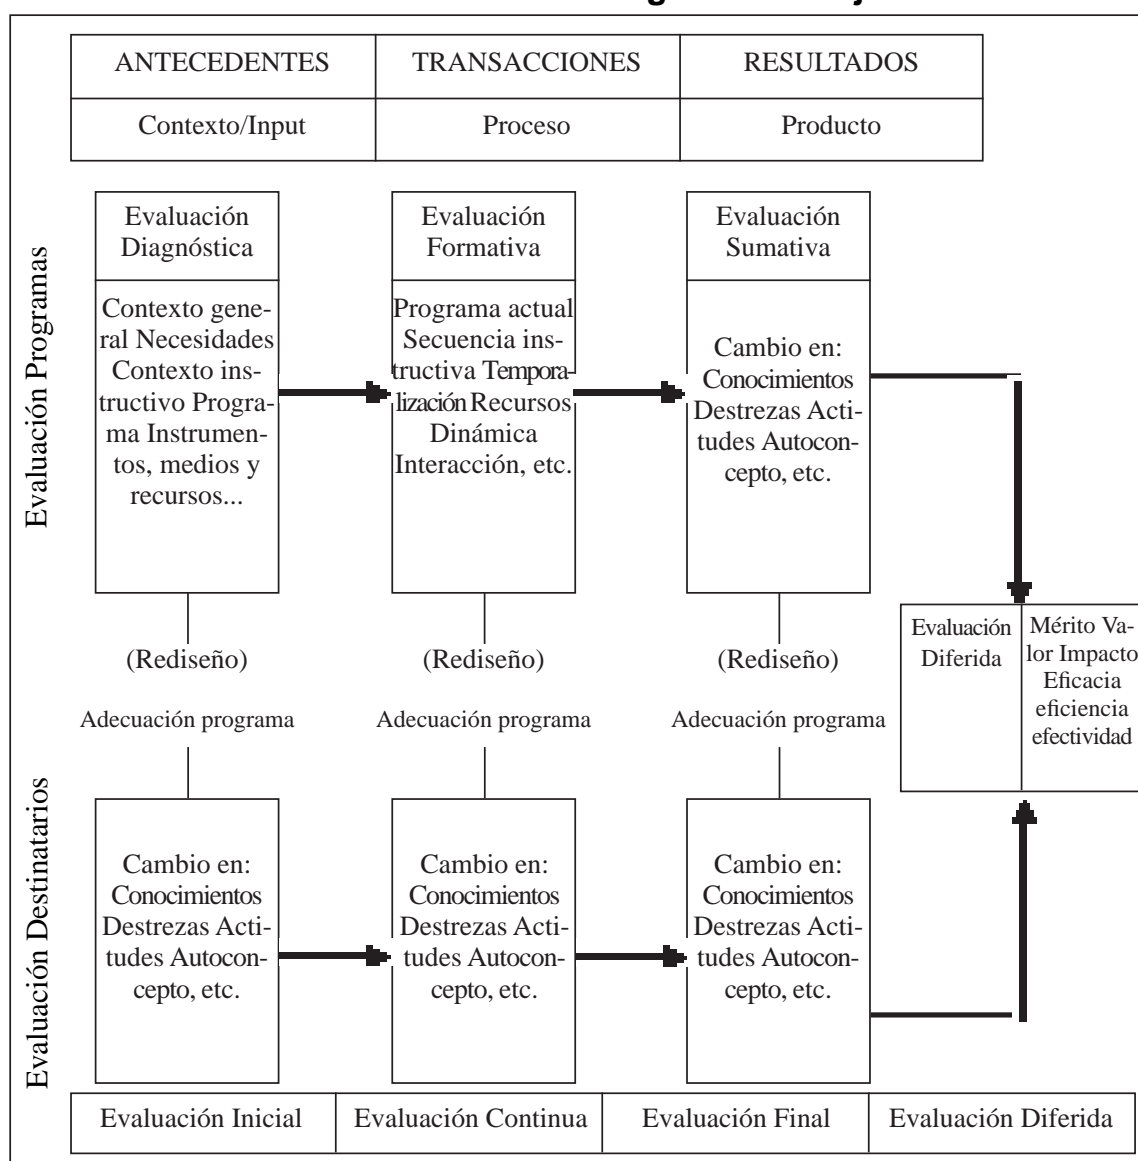 ANTECEDENTES
TRANSACCIONES
RESULTADOS
Contexto/Input
Proceso
Producto
Evaluación Programas
Evaluación
Diagnóstica
Contexto gene-
ral Necesidades
Contexto ins-
tructivo Progra-
ma Instrumen-
tos, medios y
recursos...
Evaluación
Formativa
Programa actual
Secuencia ins-
tructiva Tempora-
lización Recursos
Dinámica
Interacción, etc.
Evaluación
Sumativa
Cambio en:
Conocimientos
Destrezas Acti-
tudes Autocon-
cepto, etc.
(Rediseño)
(Rediseño)
(Rediseño)
Adecuación programa
Adecuación programa
Adecuación programa
Evaluación
Diferida
Mérito Va-
lor Impacto
Eficacia
eficiencia
efectividad
Evaluación Destinatarios
Cambio en:
Conocimientos
Destrezas Acti-
tudes Autocon-
cepto, etc.
Cambio en:
Conocimientos
Destrezas Acti-
tudes Autocon-
cepto, etc.
Cambio en:
Conocimientos
Destrezas Acti-
tudes Autocon-
cepto, etc.
Evaluación Inicial
Evaluación Continua
Evaluación Final
Evaluación Diferida